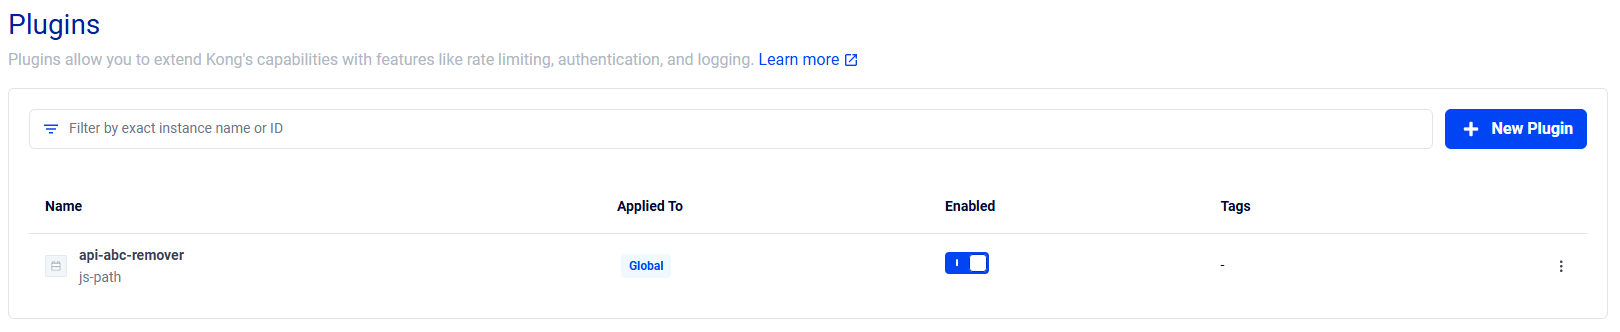 Plugins
Plugins allow you to extend Kong's capabilities with features like rate limiting, authentication, and logging. Learn more
Filter by exact instance name or ID
New Plugin
Name Applied To Enabled Tags
api-abc-remover
js-path
Global
-